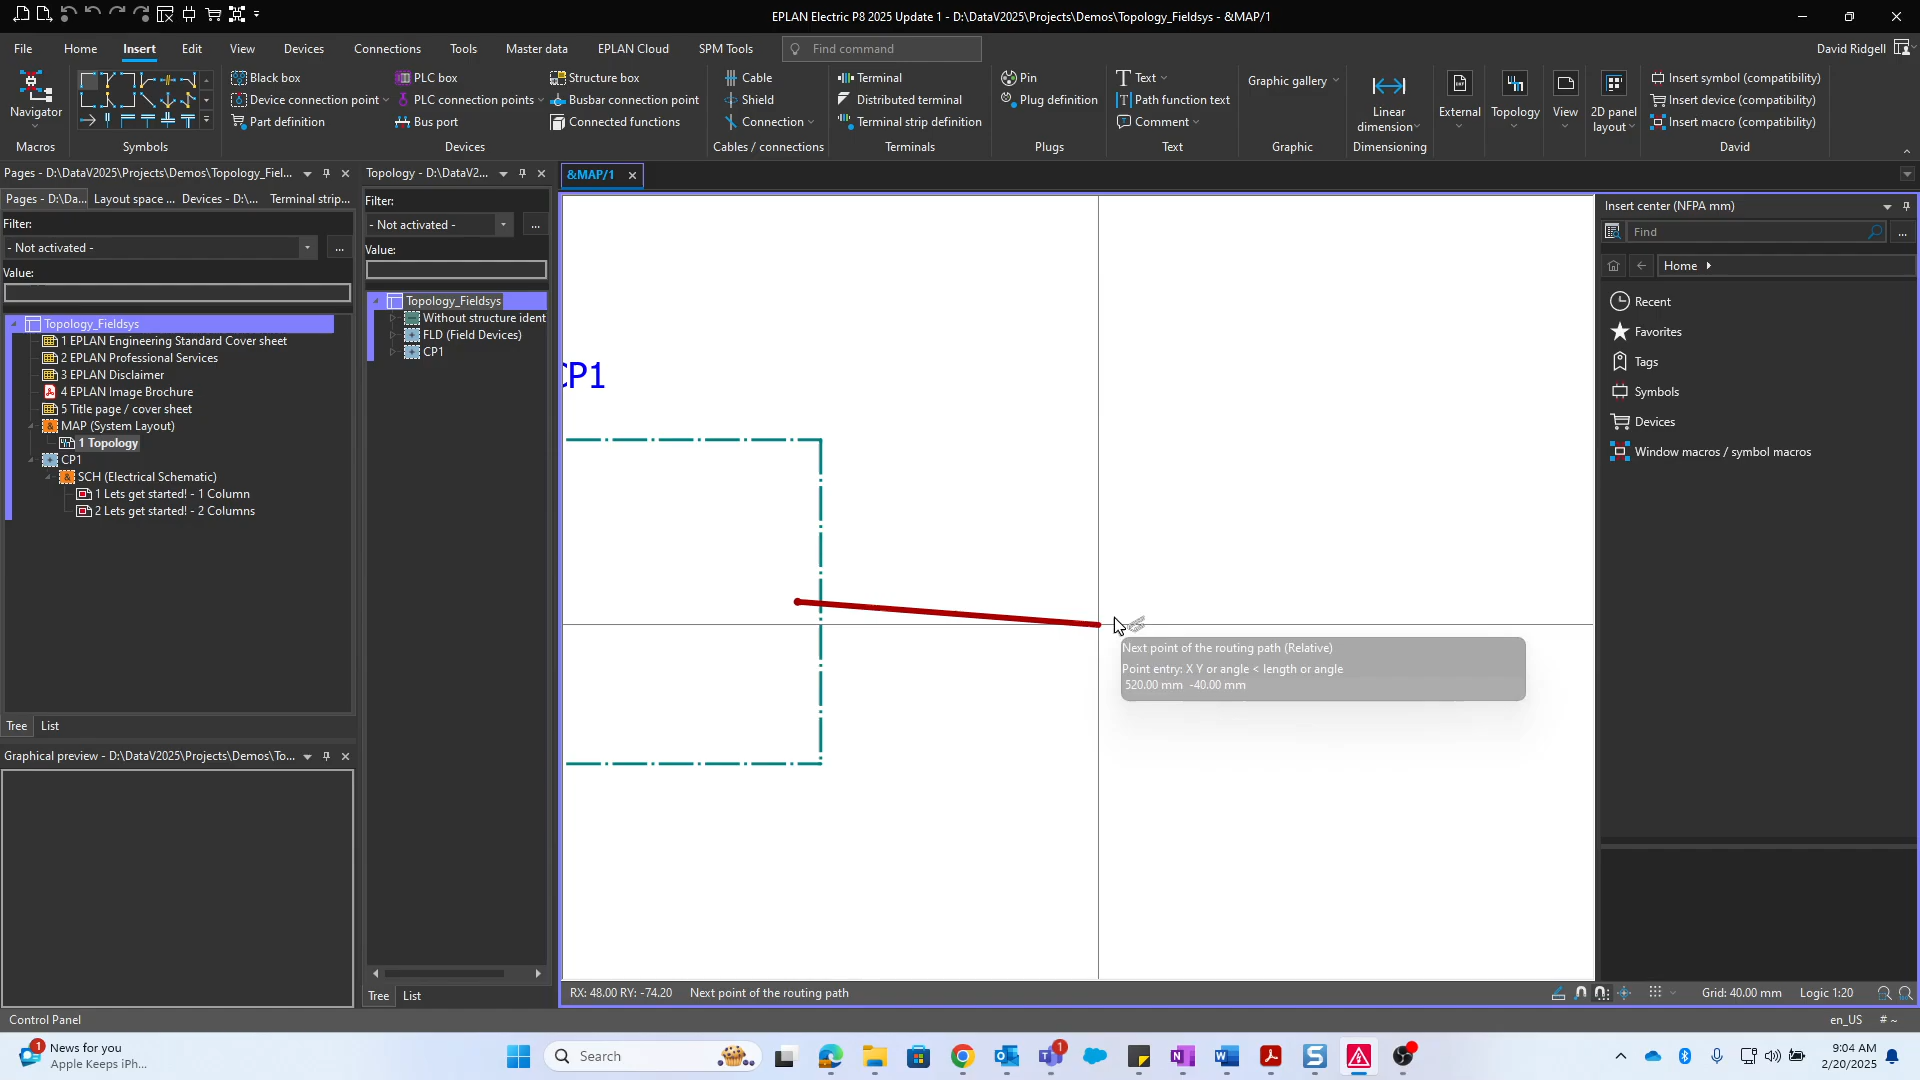 EPLAN Electric P8 2025 Update 1 - D:\DataV2025\Projects\Demos\Topology_Fieldsys - &MAP/1
File Home Insert Edit View Devices Connections Tools Master data EPLAN Cloud SPM Tools Find command David Ridgell
Navigator
Macros
Symbols
Black box
Device connection point
Part definition
PLC box
PLC connection points
Bus port
Structure box
Busbar connection point
Connected functions
Devices
Cable
Shield
Connection
Cables / connections
Terminal
Distributed terminal
Terminal strip definition
Terminals
Pin
Plug definition
Plugs
Text
Path function text
Comment
Text
Graphic gallery
Graphic
Linear
dimension
Dimensioning
External
Topology
View
2D panel
layout
Insert symbol (compatibility)
Insert device (compatibility)
Insert macro (compatibility)
David
Pages - D:\DataV2025\Projects\Demos\Topology_Fiel...
Pages - D:\Da... Layout space ... Devices - D:\... Terminal strip...
Filter:
- Not activated -
...
Value:
Topology_Fieldsys
1 EPLAN Engineering Standard Cover sheet
2 EPLAN Professional Services
3 EPLAN Disclaimer
4 EPLAN Image Brochure
5 Title page / cover sheet
MAP (System Layout)
1 Topology
CP1
SCH (Electrical Schematic)
1 Lets get started! - 1 Column
2 Lets get started! - 2 Columns
Tree List
Graphical preview - D:\DataV2025\Projects\Demos\To...
Topology - D:\DataV2...
Filter:
- Not activated -
...
Value:
Topology_Fieldsys
Without structure ident
FLD (Field Devices)
CP1
Tree List
&MAP/1
CP1
Next point of the routing path (Relative)
Point entry: X Y or angle < length or angle
520.00 mm -40.00 mm
RX: 48.00 RY: -74.20 Next point of the routing path
Grid: 40.00 mm Logic 1:20
Insert center (NFPA mm)
Find
...
Home
Recent
Favorites
Tags
Symbols
Devices
Window macros / symbol macros
Control Panel
en_US # ~
1
News for you
Apple Keeps iPh...
Search
1
9:04 AM
2/20/2025